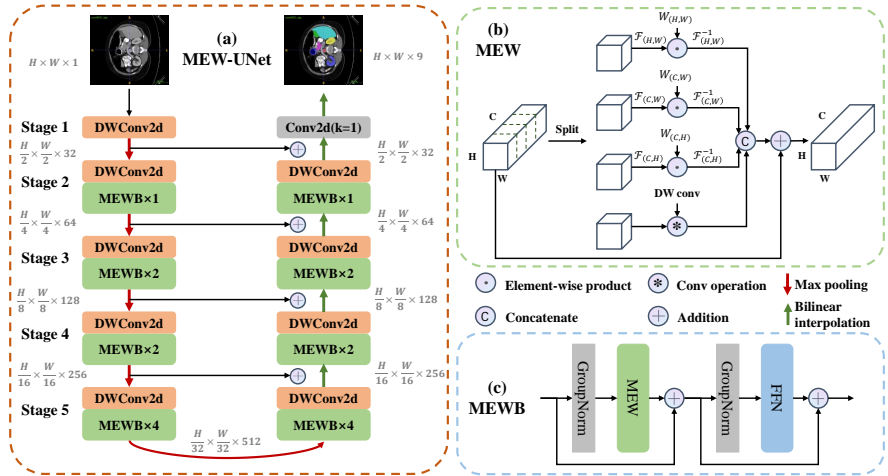 (a)
MEW-UNet
H × W × 1
H × W × 9
Stage 1
DWConv2d
Conv2d(k=1)
H/2 × W/2 × 32
H/2 × W/2 × 32
Stage 2
DWConv2d
DWConv2d
MEWB×1
MEWB×1
H/4 × W/4 × 64
H/4 × W/4 × 64
Stage 3
DWConv2d
DWConv2d
MEWB×2
MEWB×2
H/8 × W/8 × 128
H/8 × W/8 × 128
Stage 4
DWConv2d
DWConv2d
MEWB×2
MEWB×2
H/16 × W/16 × 256
H/16 × W/16 × 256
Stage 5
DWConv2d
DWConv2d
MEWB×4
MEWB×4
H/32 × W/32 × 512
(b)
MEW
C
H
W
Split
W(H,W)
F(H,W)
F⁻¹(H,W)
W(C,W)
F(C,W)
F⁻¹(C,W)
W(C,H)
F(C,H)
F⁻¹(C,H)
DW conv
C
C
H
W
Element-wise product
Conv operation
Max pooling
C
Concatenate
Addition
Bilinear
interpolation
(c)
MEWB
GroupNorm
MEW
GroupNorm
FFN